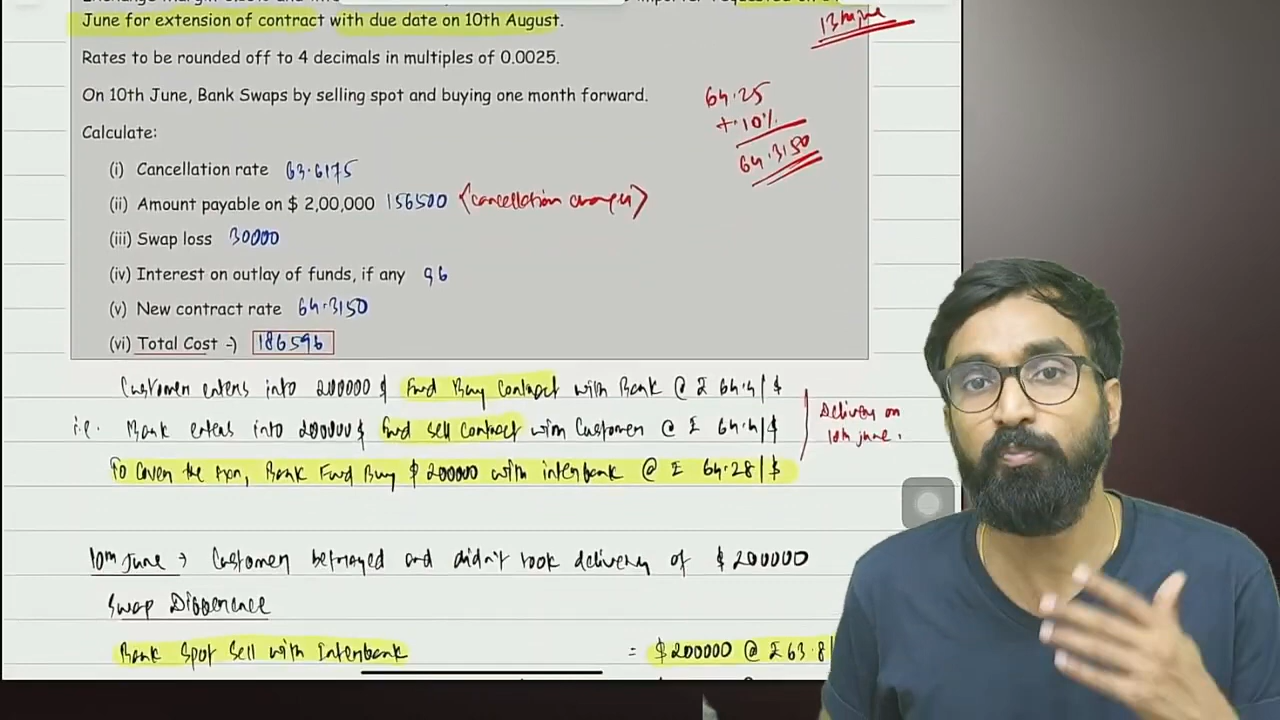 June for extension of contract with due date on 10th August.
13th June
Rates to be rounded off to 4 decimals in multiples of 0.0025.
On 10th June, Bank Swaps by selling spot and buying one month forward.
64.25
+.10%
64.3150
Calculate:
(i) Cancellation rate 63.6175
(ii) Amount payable on $ 2,00,000 156500 (cancellation charges)
(iii) Swap loss 30000
(iv) Interest on outlay of funds, if any 96
(v) New contract rate 64.3150
(vi) Total Cost -) 186596
Customer enters into 200000 $ Fwd Buy Contract with Bank @ ₹ 64.4/$
i.e. Bank enters into 200000 $ Fwd sell contract with Customer @ ₹ 64.4/$
Delivery on
10th June.
To Cover the txn, Bank Fwd Buy $ 200000 with interbank @ ₹ 64.28/$
10th June → Customer betrayed and didn't took delivery of $ 200000
Swap Difference
Bank Spot Sell with Interbank = $200000 @ ₹63.8